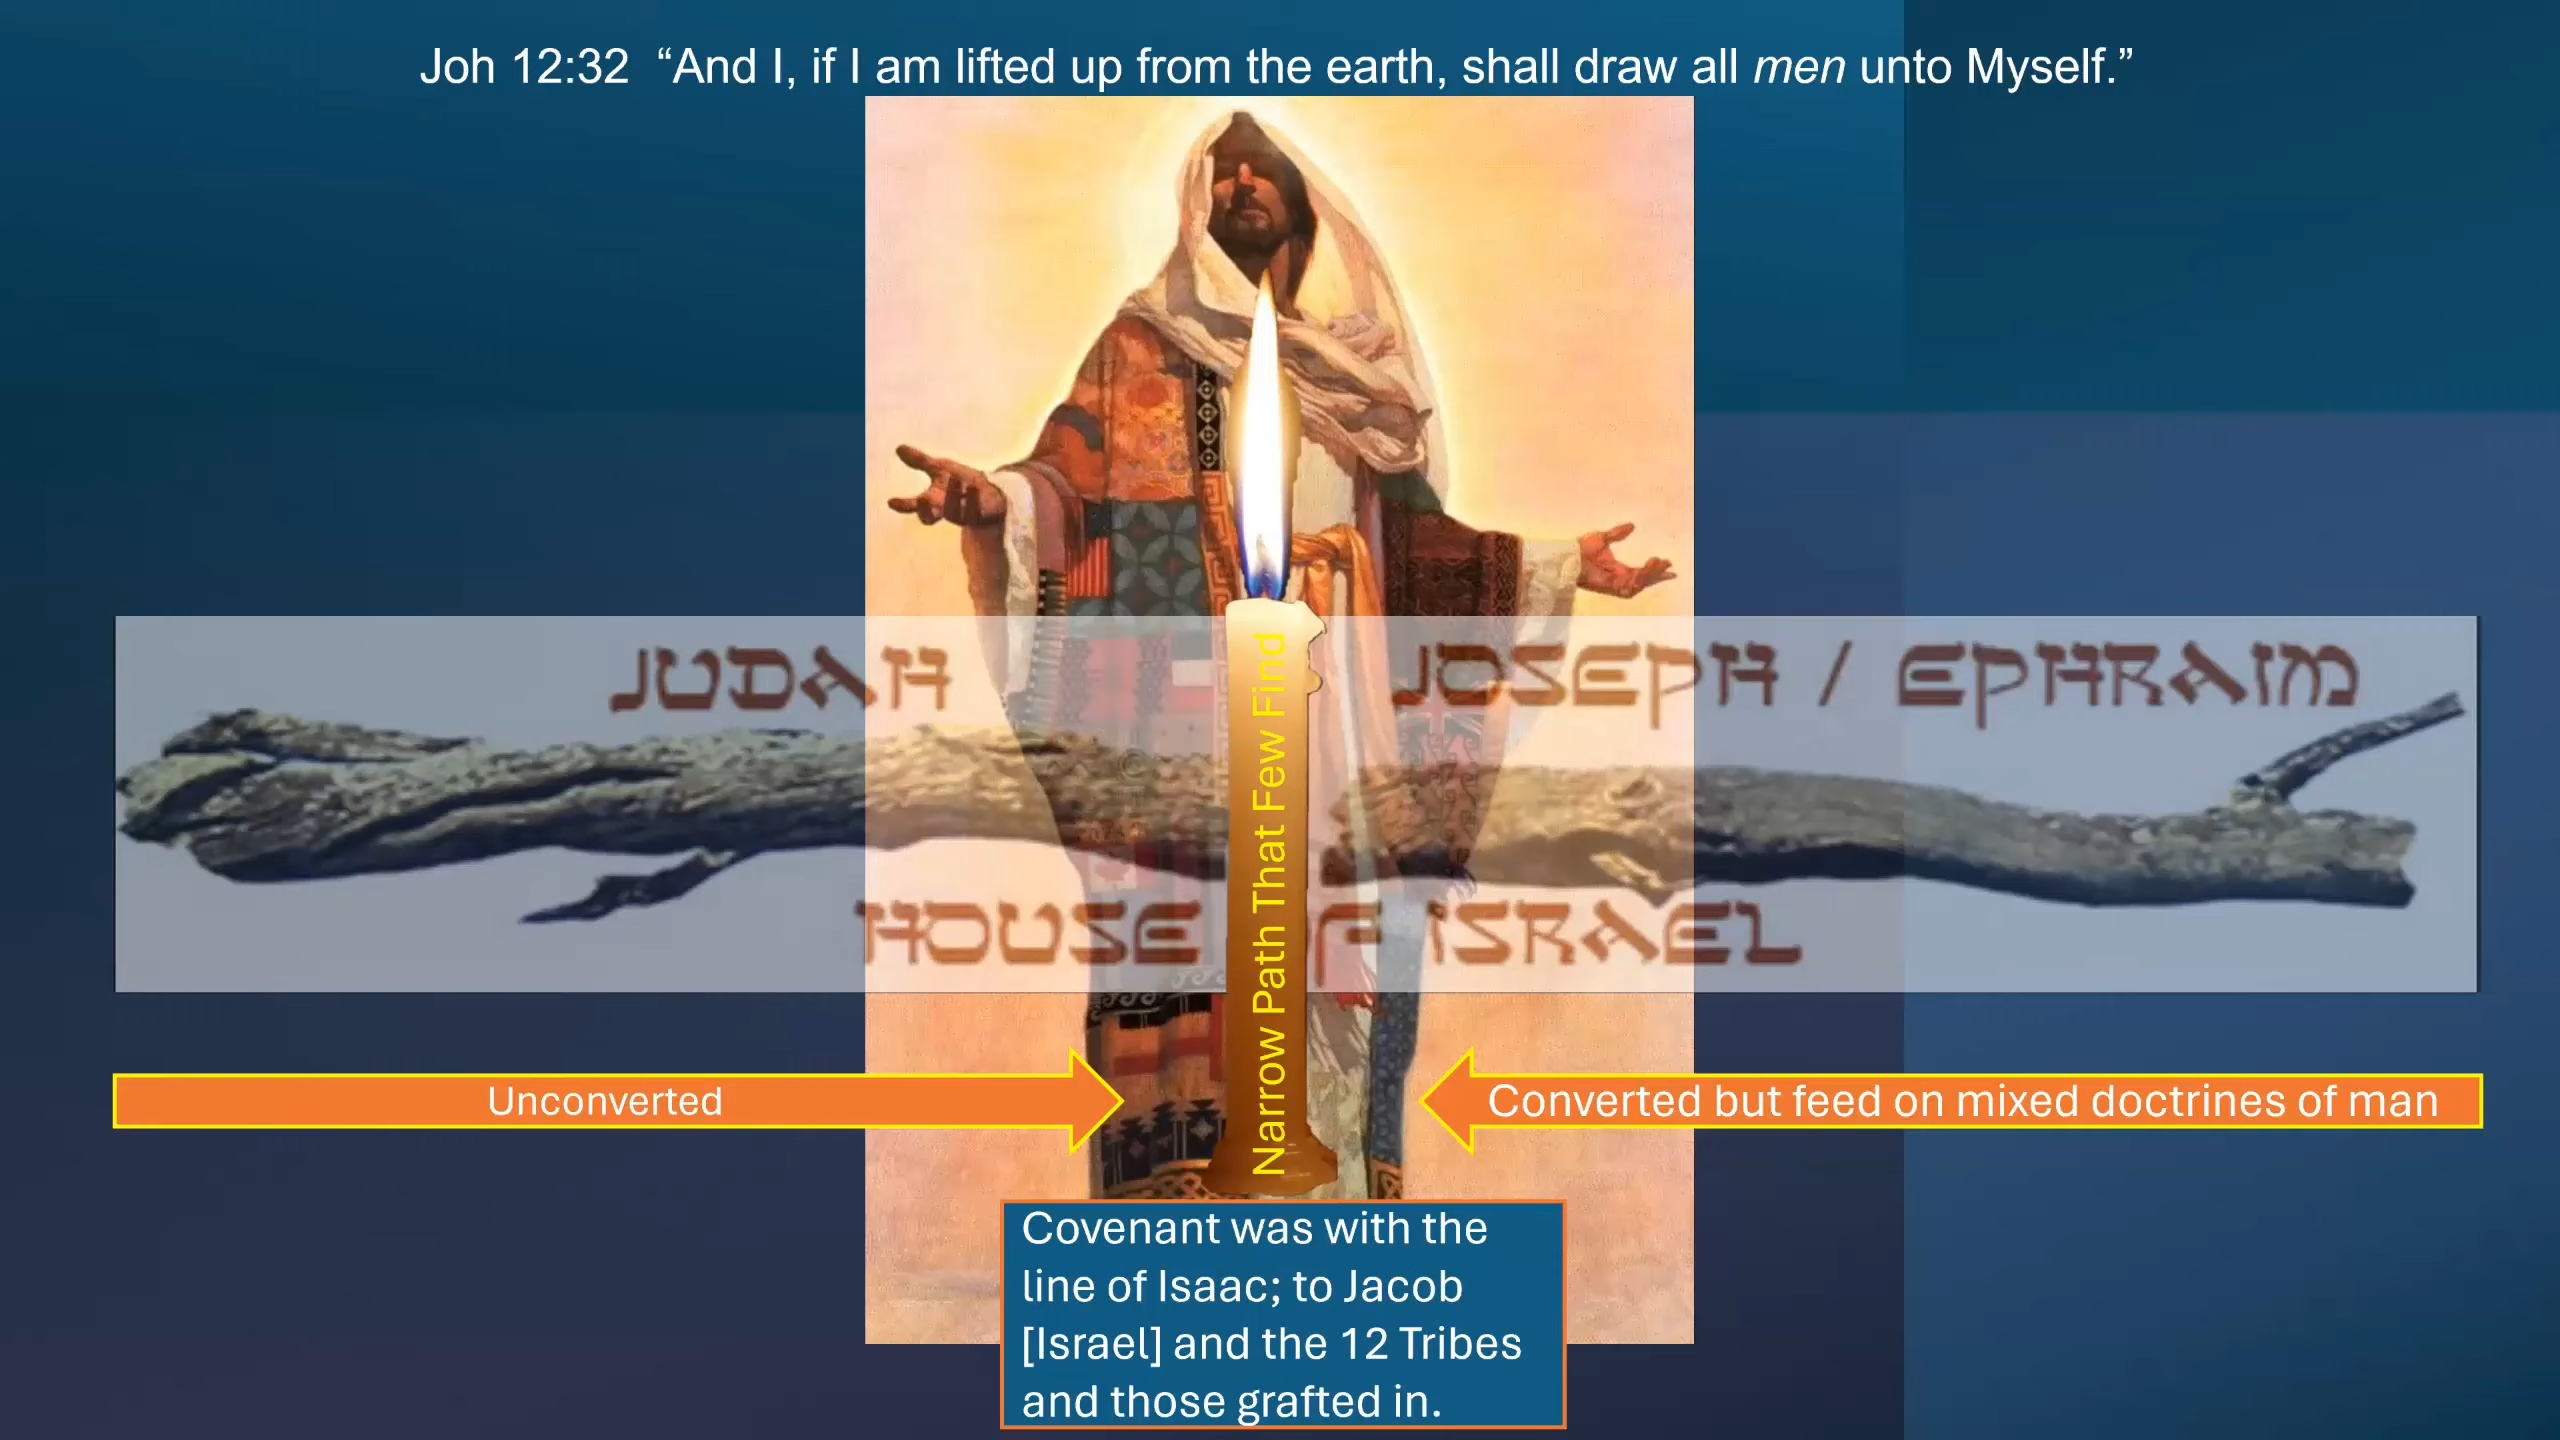 Joh 12:32  “And I, if I am lifted up from the earth, shall draw all men unto Myself.”
JUDAH
JOSEPH / EPHRAIM
Narrow Path That Few Find
HOUSE F ISRAEL
Unconverted
Converted but feed on mixed doctrines of man
Covenant was with the
line of Isaac; to Jacob
[Israel] and the 12 Tribes
and those grafted in.